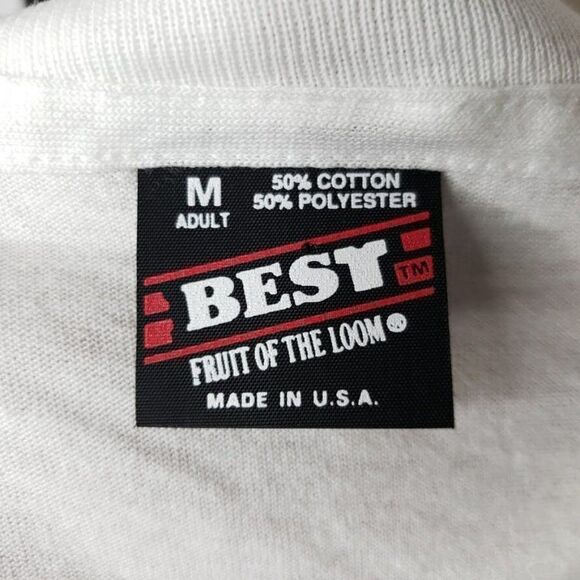 M
ADULT
50% COTTON
50% POLYESTER
BEST
TM
FRUIT OF THE LOOM®
MADE IN U.S.A.